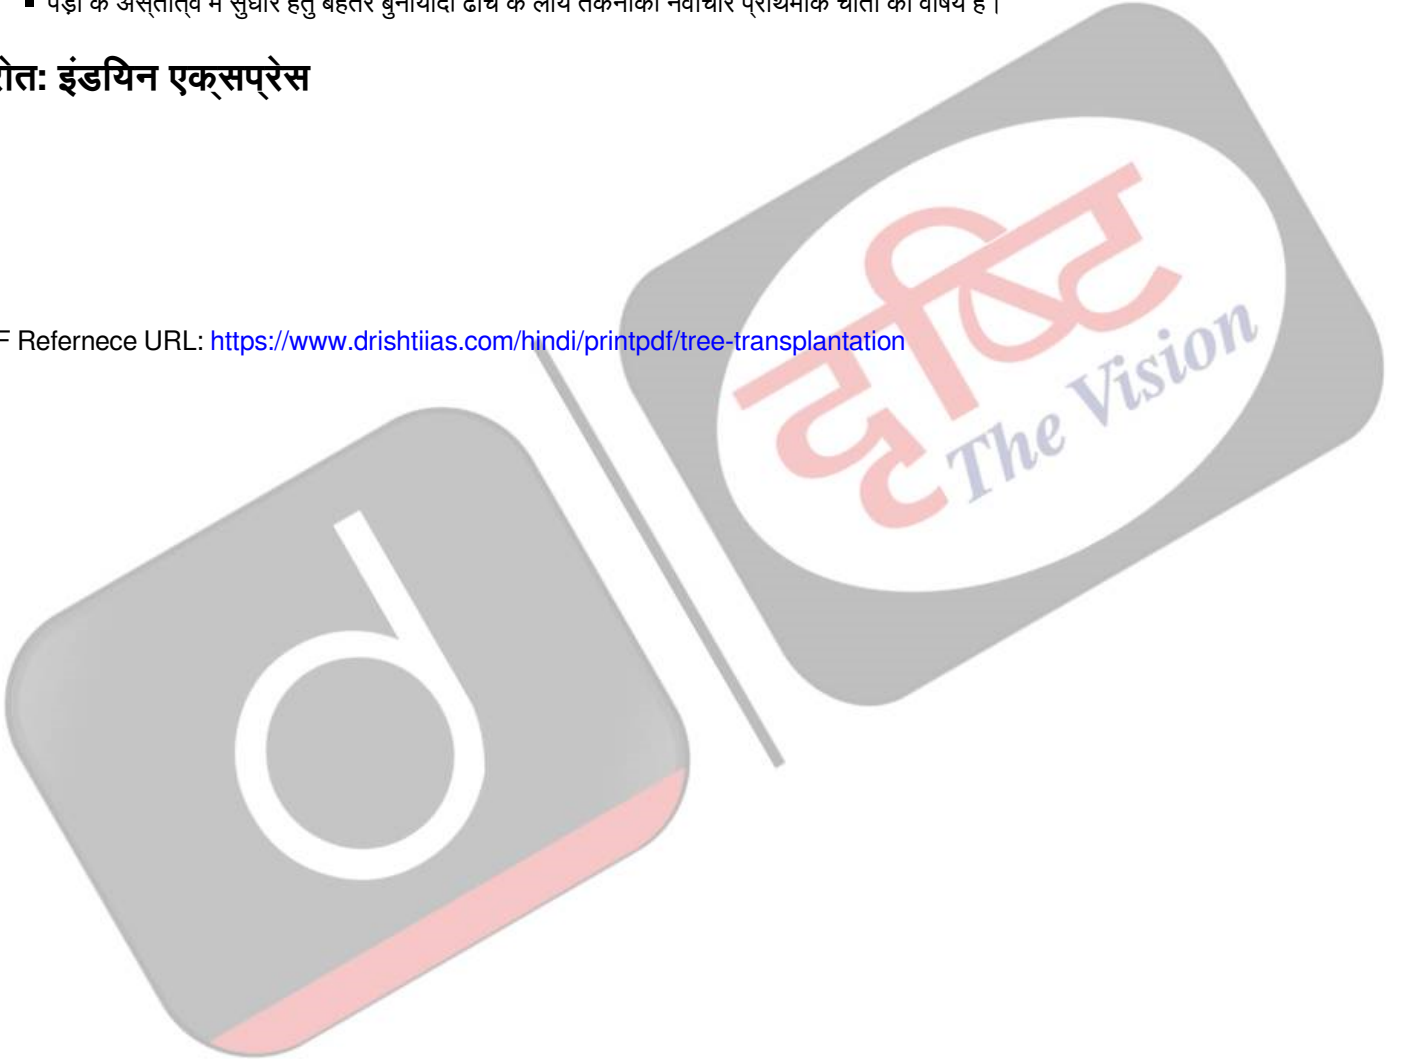 ▪ पेड़ों के अस्तित्व में सुधार हेतु बेहतर बुनियादी ढाँचे के लिये तकनीकी नवाचार प्राथमिक चिंता का विषय है।
रोत: इंडियन एक्सप्रेस
F Refernece URL: https://www.drishtiias.com/hindi/printpdf/tree-transplantation
दृष्टि
The Vision
d